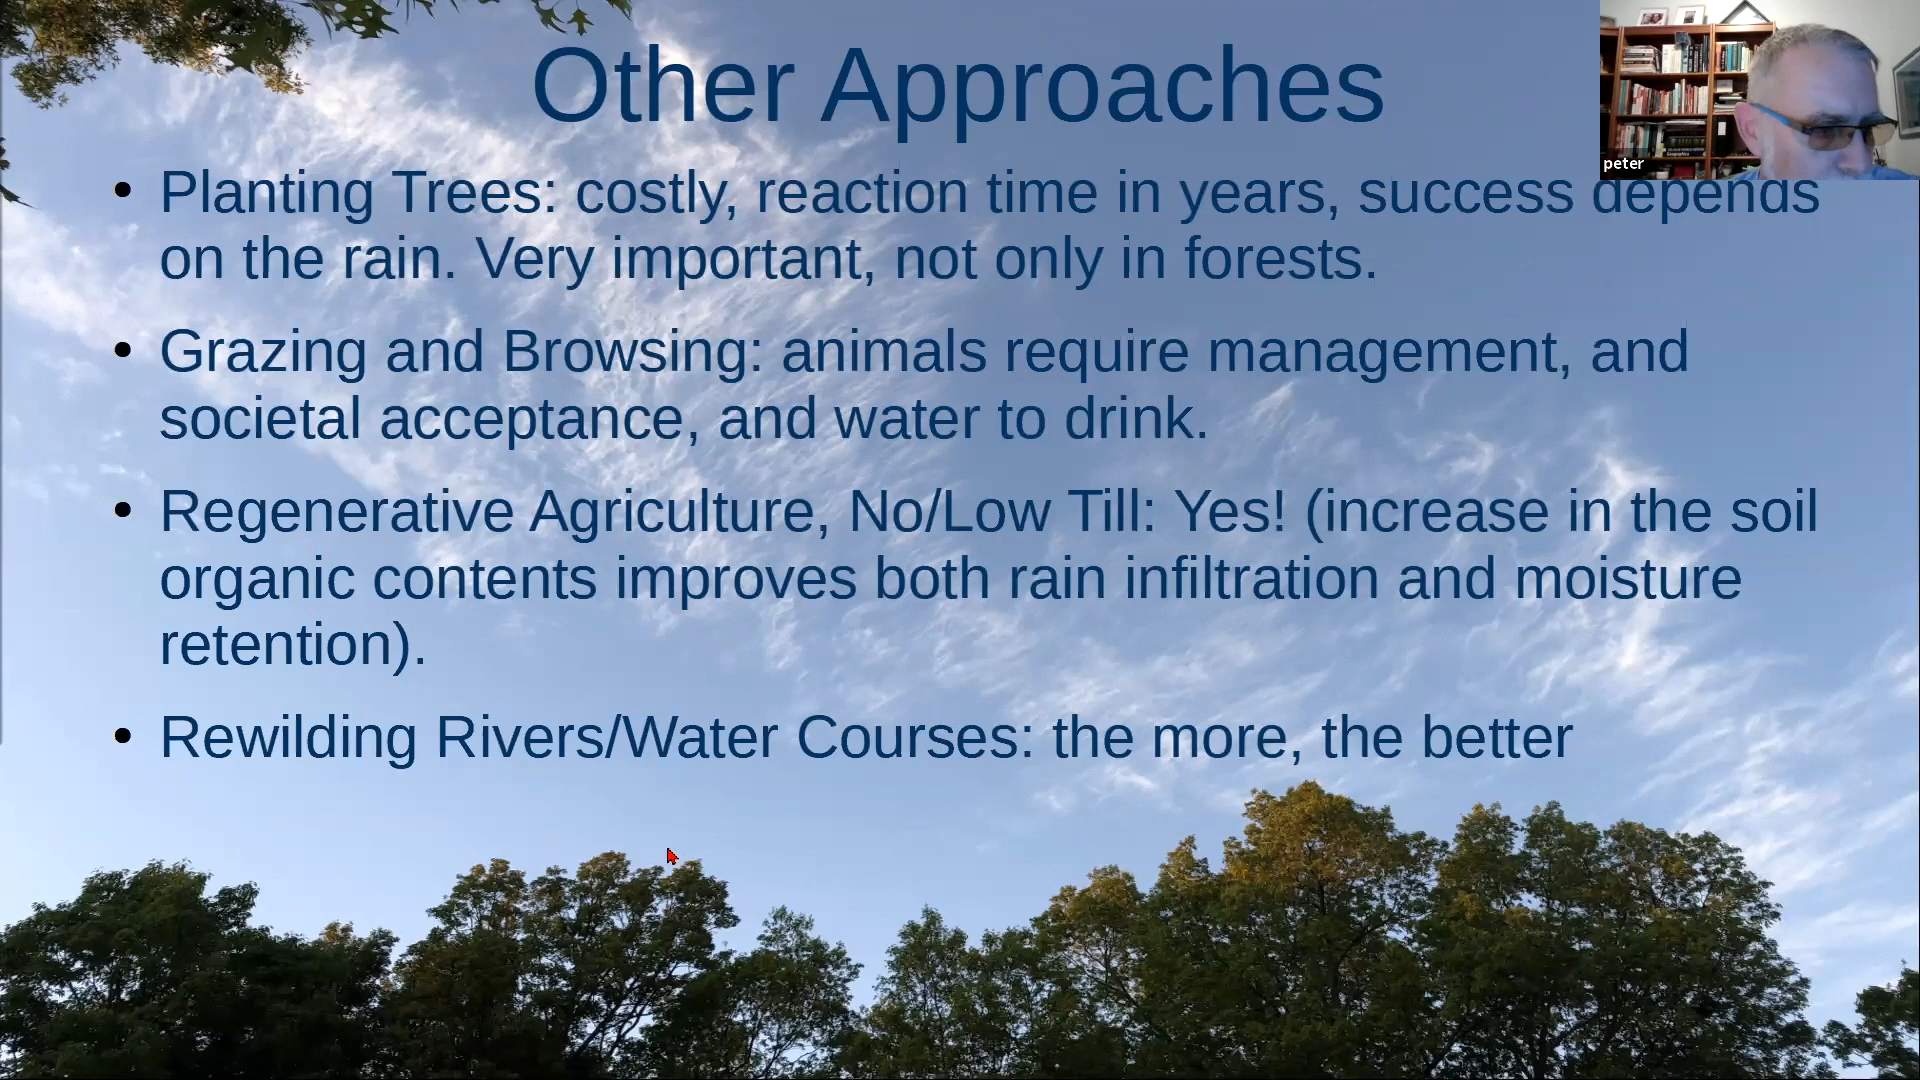 Other Approaches
peter
• Planting Trees: costly, reaction time in years, success depends
on the rain. Very important, not only in forests.
• Grazing and Browsing: animals require management, and
societal acceptance, and water to drink.
• Regenerative Agriculture, No/Low Till: Yes! (increase in the soil
organic contents improves both rain infiltration and moisture
retention).
• Rewilding Rivers/Water Courses: the more, the better